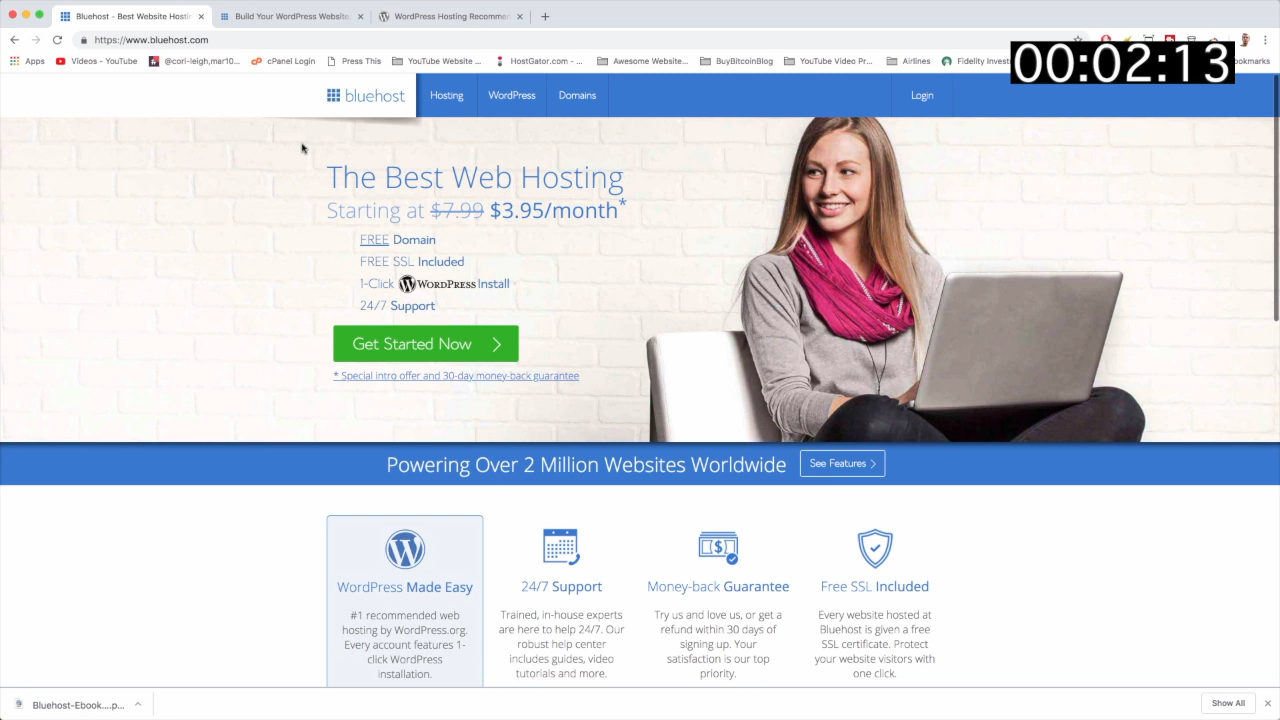 Bluehost - Best Website Hosti
Build Your WordPress Website
WordPress Hosting Recommen
https://www.bluehost.com
Apps
Videos - YouTube
@cori-leigh,mar10...
cPanel Login
Press This
YouTube Website ...
HostGator.com - ...
Awesome Website...
BuyBitcoinBlog
YouTube Video Pr...
Airlines
Fidelity Invest
okmarks
00:02:13
bluehost
Hosting
WordPress
Domains
Login
The Best Web Hosting
Starting at $7.99 $3.95/month*
FREE Domain
FREE SSL Included
1-Click WORDPRESS Install
24/7 Support
Get Started Now
* Special intro offer and 30-day money-back guarantee
Powering Over 2 Million Websites Worldwide
See Features
WordPress Made Easy
#1 recommended web
hosting by WordPress.org.
Every account features 1-
click WordPress
installation.
24/7 Support
Trained, in-house experts
are here to help 24/7. Our
robust help center
includes guides, video
tutorials and more.
Money-back Guarantee
Try us and love us, or get a
refund within 30 days of
signing up. Your
satisfaction is our top
priority.
Free SSL Included
Every website hosted at
Bluehost is given a free
SSL certificate. Protect
your website visitors with
one click.
Bluehost-Ebook....p...
Show All